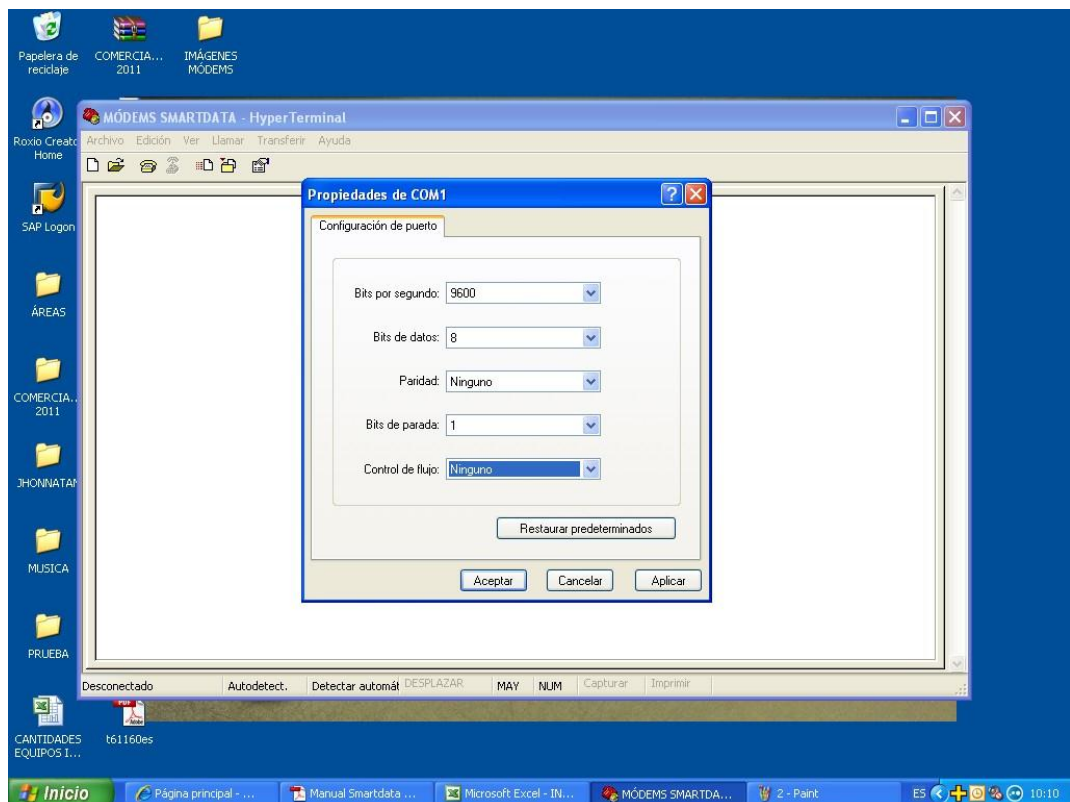 Papelera de
reciclaje
COMERCIA...
2011
IMÁGENES
MÓDEMS
Roxio Creato
Home
SAP Logon
ÁREAS
COMERCIA..
2011
JHONNATAN
MUSICA
PRUEBA
CANTIDADES
EQUIPOS I...
t61160es
MÓDEMS SMARTDATA - HyperTerminal
Archivo Edición Ver Llamar Transferir Ayuda
Propiedades de COM1
Configuración de puerto
Bits por segundo: 9600
Bits de datos: 8
Paridad: Ninguno
Bits de parada: 1
Control de flujo: Ninguno
Restaurar predeterminados
Aceptar Cancelar Aplicar
Desconectado Autodetect. Detectar automát DESPLAZAR MAY NUM Capturar Imprimir
Inicio Página principal - ... Manual Smartdata ... Microsoft Excel - IN... MÓDEMS SMARTDA... 2 - Paint ES 10:10